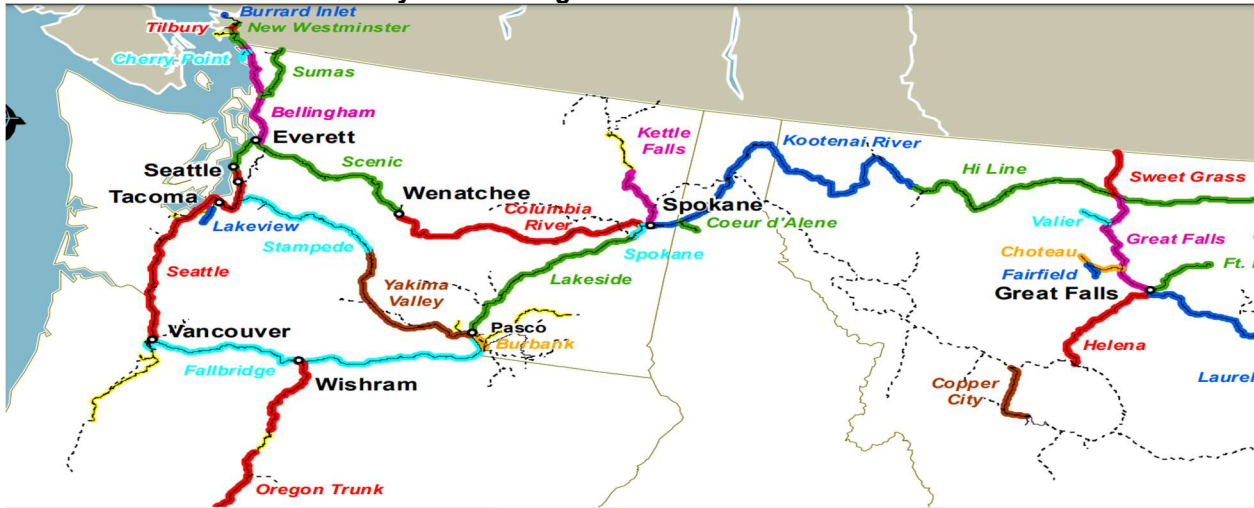 Burrard Inlet
Tilbury
New Westminster
Cherry Point
Sumas
Bellingham
Everett
Kettle
Falls
Kootenai River
Scenic
Hi Line
Seattle
Sweet Grass
Tacoma
Wenatchee
Columbia
River
Spokane
Lakeview
Coeur d'Alene
Valier
Stampede
Spokane
Great Falls
Choteau
Seattle
Lakeside
Fairfield
Ft.
Yakima
Valley
Great Falls
Vancouver
Pasco
Burbank
Helena
Fallbridge
Wishram
Copper
City
Laurel
Oregon Trunk